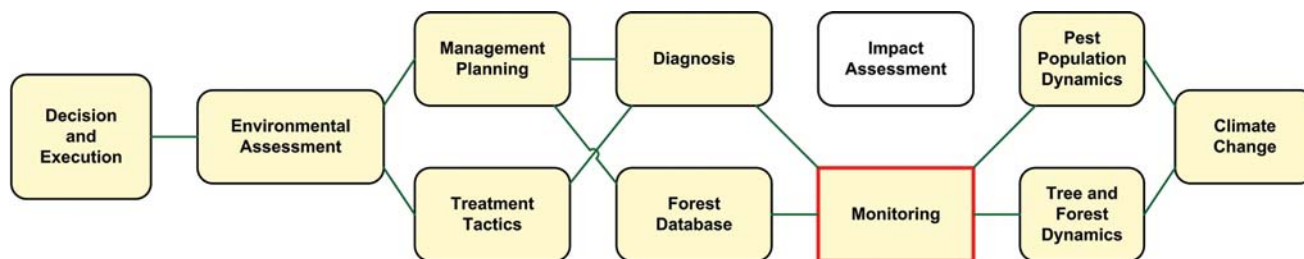 Decision
and
Execution
Environmental
Assessment
Management
Planning
Treatment
Tactics
Diagnosis
Forest
Database
Impact
Assessment
Monitoring
Pest
Population
Dynamics
Tree and
Forest
Dynamics
Climate
Change